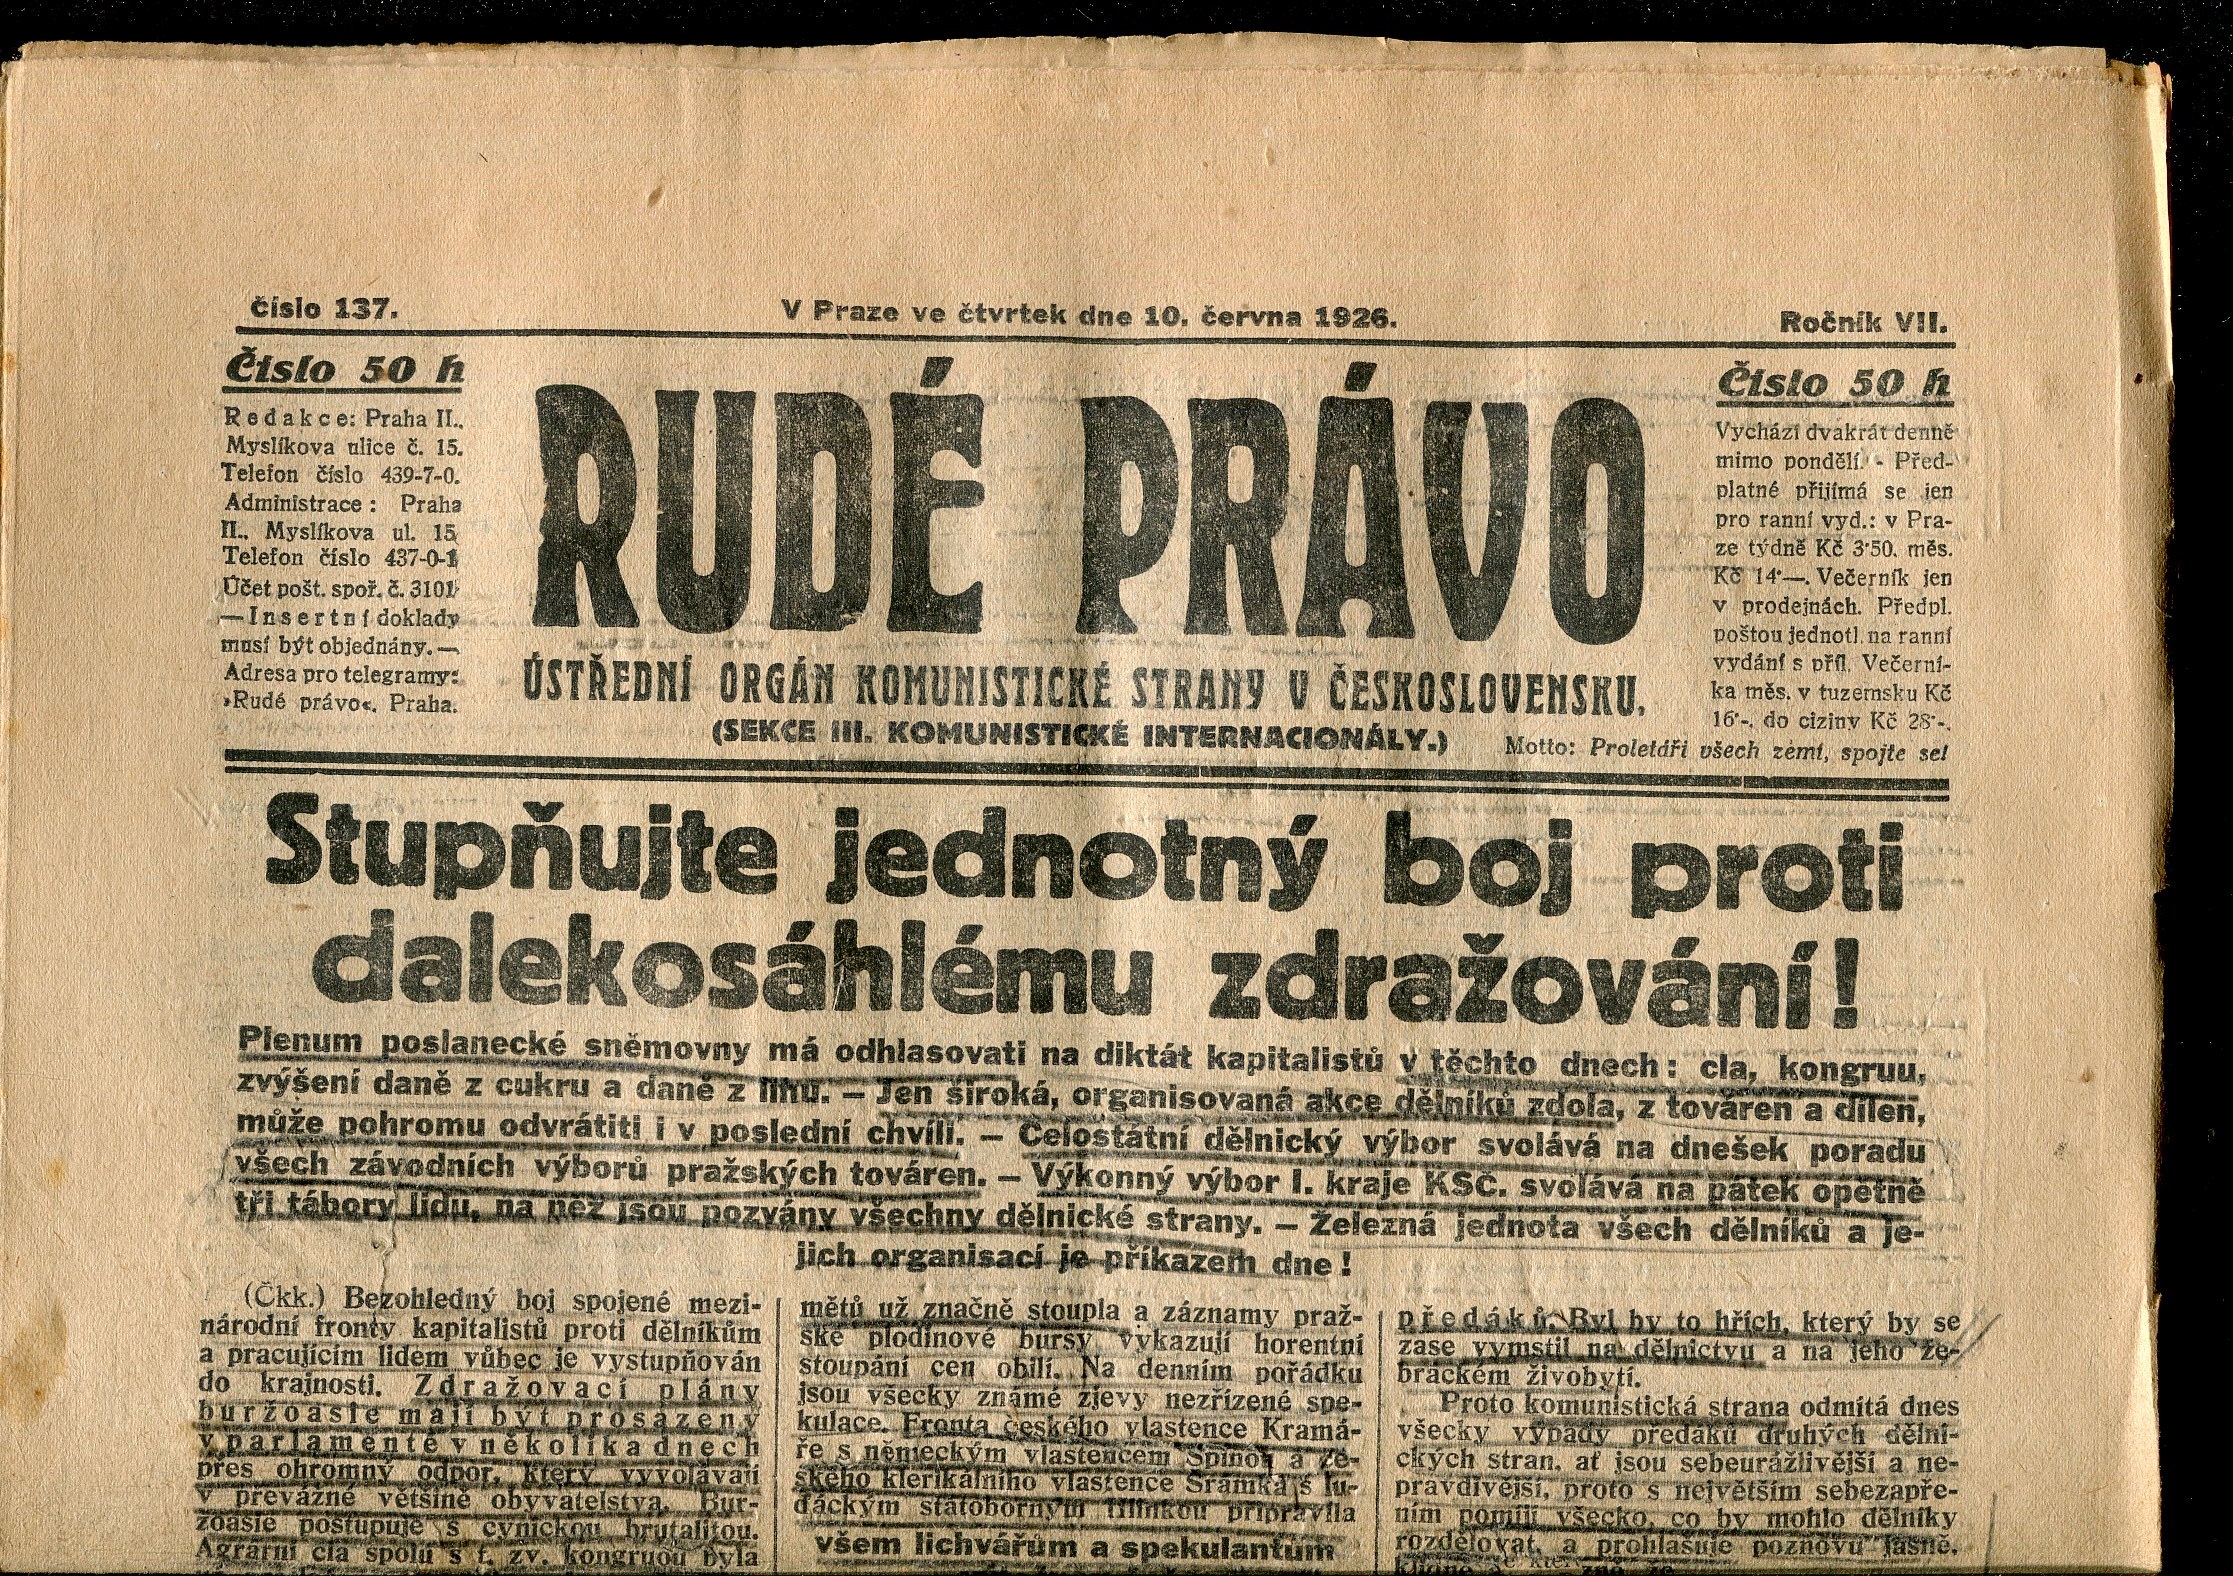 Číslo 137.
V Praze ve čtvrtek dne 10. června 1926.
Ročník VII.
Číslo 50 h
Redakce: Praha II.,
Myslíkova ulice č. 15.
Telefon číslo 439-7-0.
Administrace: Praha
II., Myslíkova ul. 15
Telefon číslo 437-0-1
Účet pošt. spoř. č. 3101
— Insertní doklady
musí být objednány. —
Adresa pro telegramy:
»Rudé právo«, Praha.
RUDÉ PRÁVO
ÚSTŘEDNÍ ORGÁN KOMUNISTICKÉ STRANY V ČESKOSLOVENSKU.
(SEKCE III. KOMUNISTICKÉ INTERNACIONÁLY.)
Číslo 50 h
Vychází dvakrát denně
mimo pondělí. - Před-
platné přijímá se jen
pro ranní vyd.: v Pra-
ze týdně Kč 3·50, měs.
Kč 14·—. Večerník jen
v prodejnách. Předpl.
poštou jednotl. na ranní
vydání s příl. Večerní-
ka měs. v tuzemsku Kč
16·-, do ciziny Kč 28·-.
Motto: Proletáři všech zemí, spojte se!
Stupňujte jednotný boj proti
dalekosáhlému zdražování!
Plenum poslanecké sněmovny má odhlasovati na diktát kapitalistů v těchto dnech: cla, kongruu,
zvýšení daně z cukru a daně z lihu. — Jen široká, organisovaná akce dělníků zdola, z továren a dílen,
může pohromu odvrátiti i v poslední chvíli. — Celostátní dělnický výbor svolává na dnešek poradu
všech závodních výborů pražských továren. — Výkonný výbor I. kraje KSČ. svolává na pátek opětně
tři tábory lidu, na něž jsou pozvány všechny dělnické strany. — Železná jednota všech dělníků a je-
jich organisací je příkazem dne!
(Čkk.) Bezohledný boj spojené mezi-
národní fronty kapitalistů proti dělníkům
a pracujícím lidem vůbec je vystupňován
do krajnosti. Zdražovací plány
buržoasie mají být prosazeny
v parlamentě v několika dnech
přes ohromný odpor, který vyvolávají
v převážné většině obyvatelstva. Bur-
žoasie postupuje s cynickou brutalitou.
Agrární cla spolu s t. zv. kongruou byla
mětů už značně stoupla a záznamy praž-
ské plodinové bursy vykazují horentní
stoupání cen obilí. Na denním pořádku
jsou všecky známé zjevy nezřízené spe-
kulace. Fronta českého vlastence Kramá-
ře s německým vlastencem Spinou a če-
ského klerikálního vlastence Šrámka s lu-
ďáckým státoborným Hlinkou připravila
všem lichvářům a spekulantům
předáků. Byl by to hřích, který by se
zase vymstil na dělnictvu a na jeho že-
bráckém živobytí.
Proto komunistická strana odmítá dnes
všecky výpady předáků druhých dělni-
ckých stran, ať jsou sebeurážlivější a ne-
pravdivější, proto s největším sebezapře-
ním pomíjí všecko, co by mohlo dělníky
rozdělovat, a prohlašuje poznovu jasně,